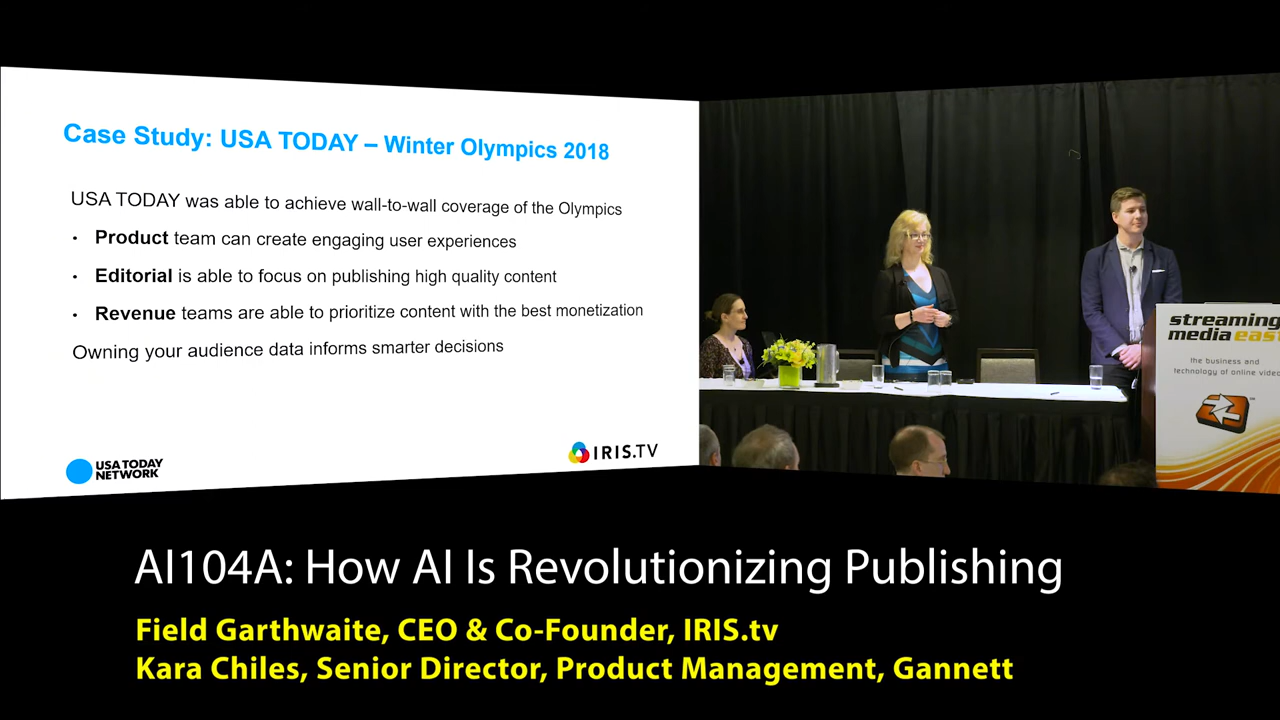 Case Study: USA TODAY – Winter Olympics 2018
USA TODAY was able to achieve wall-to-wall coverage of the Olympics
• Product team can create engaging user experiences
• Editorial is able to focus on publishing high quality content
• Revenue teams are able to prioritize content with the best monetization
Owning your audience data informs smarter decisions
USA TODAY
NETWORK
IRIS.TV
streaming
media east
the business and
technology of online video
AI104A: How AI Is Revolutionizing Publishing
Field Garthwaite, CEO & Co-Founder, IRIS.tv
Kara Chiles, Senior Director, Product Management, Gannett